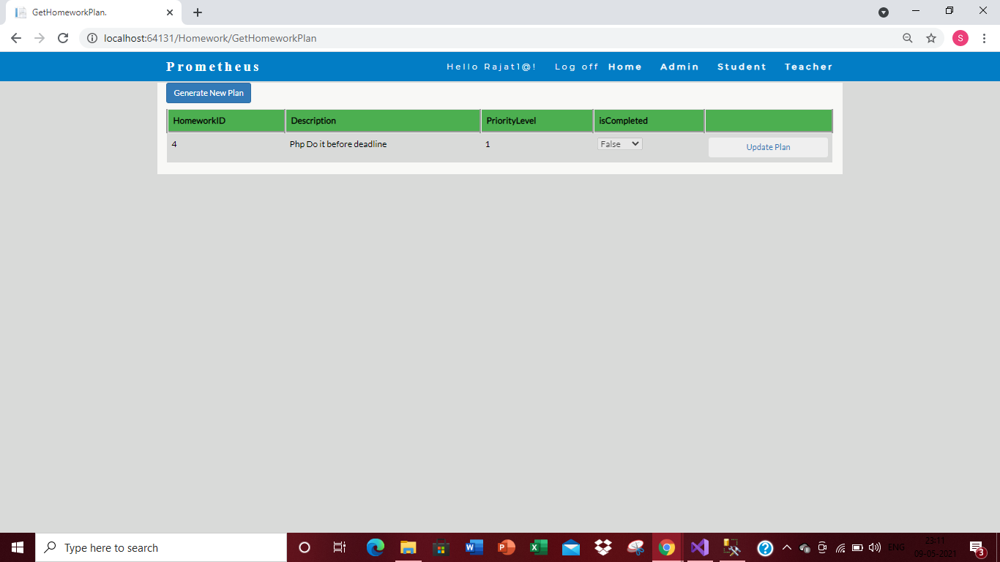 GetHomeworkPlan.
localhost:64131/Homework/GetHomeworkPlan
S
Prometheus Hello Rajat1@! Log off Home Admin Student Teacher
Generate New Plan
HomeworkID Description PriorityLevel isCompleted
4 Php Do it before deadline 1 False Update Plan
Type here to search
ENG
23:11
09-05-2021
3